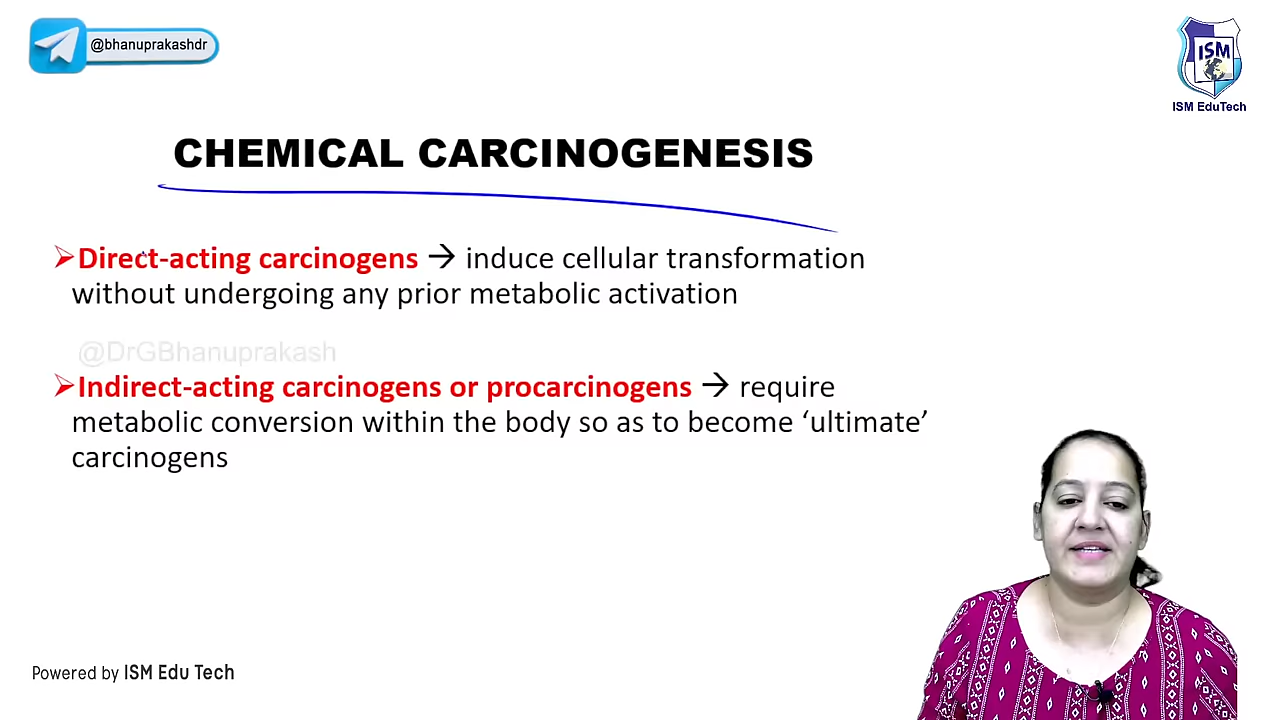 @bhanuprakashdr
ISM
ISM EduTech
CHEMICAL CARCINOGENESIS
➢Direct-acting carcinogens → induce cellular transformation
without undergoing any prior metabolic activation
@DrGBhanuprakash
➢Indirect-acting carcinogens or procarcinogens → require
metabolic conversion within the body so as to become ‘ultimate’
carcinogens
Powered by ISM Edu Tech